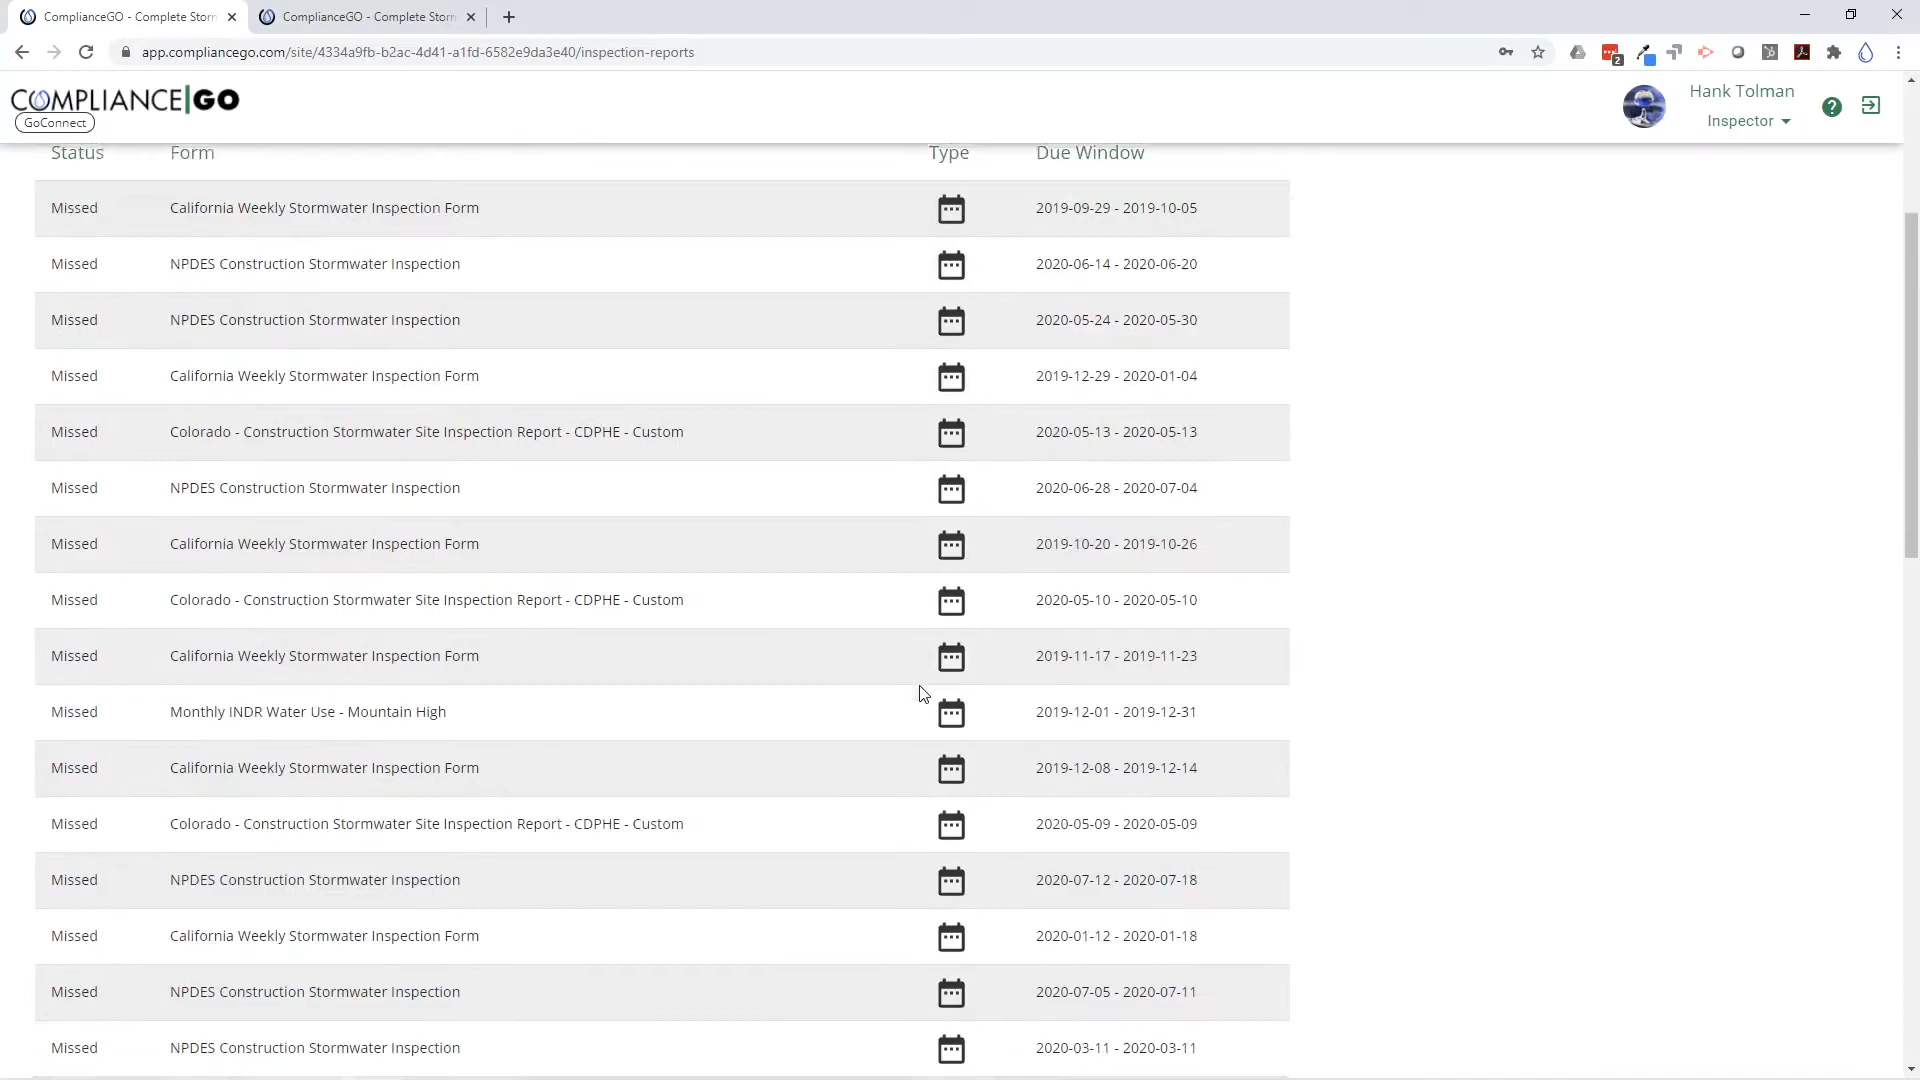 ComplianceGO - Complete Storm
ComplianceGO - Complete Storm
app.compliancego.com/site/4334a9fb-b2ac-4d41-a1fd-6582e9da3e40/inspection-reports
2
COMPLIANCE|GO
GoConnect
Hank Tolman
Inspector
?
Status Form Type Due Window
Missed California Weekly Stormwater Inspection Form 2019-09-29 - 2019-10-05
Missed NPDES Construction Stormwater Inspection 2020-06-14 - 2020-06-20
Missed NPDES Construction Stormwater Inspection 2020-05-24 - 2020-05-30
Missed California Weekly Stormwater Inspection Form 2019-12-29 - 2020-01-04
Missed Colorado - Construction Stormwater Site Inspection Report - CDPHE - Custom 2020-05-13 - 2020-05-13
Missed NPDES Construction Stormwater Inspection 2020-06-28 - 2020-07-04
Missed California Weekly Stormwater Inspection Form 2019-10-20 - 2019-10-26
Missed Colorado - Construction Stormwater Site Inspection Report - CDPHE - Custom 2020-05-10 - 2020-05-10
Missed California Weekly Stormwater Inspection Form 2019-11-17 - 2019-11-23
Missed Monthly INDR Water Use - Mountain High 2019-12-01 - 2019-12-31
Missed California Weekly Stormwater Inspection Form 2019-12-08 - 2019-12-14
Missed Colorado - Construction Stormwater Site Inspection Report - CDPHE - Custom 2020-05-09 - 2020-05-09
Missed NPDES Construction Stormwater Inspection 2020-07-12 - 2020-07-18
Missed California Weekly Stormwater Inspection Form 2020-01-12 - 2020-01-18
Missed NPDES Construction Stormwater Inspection 2020-07-05 - 2020-07-11
Missed NPDES Construction Stormwater Inspection 2020-03-11 - 2020-03-11